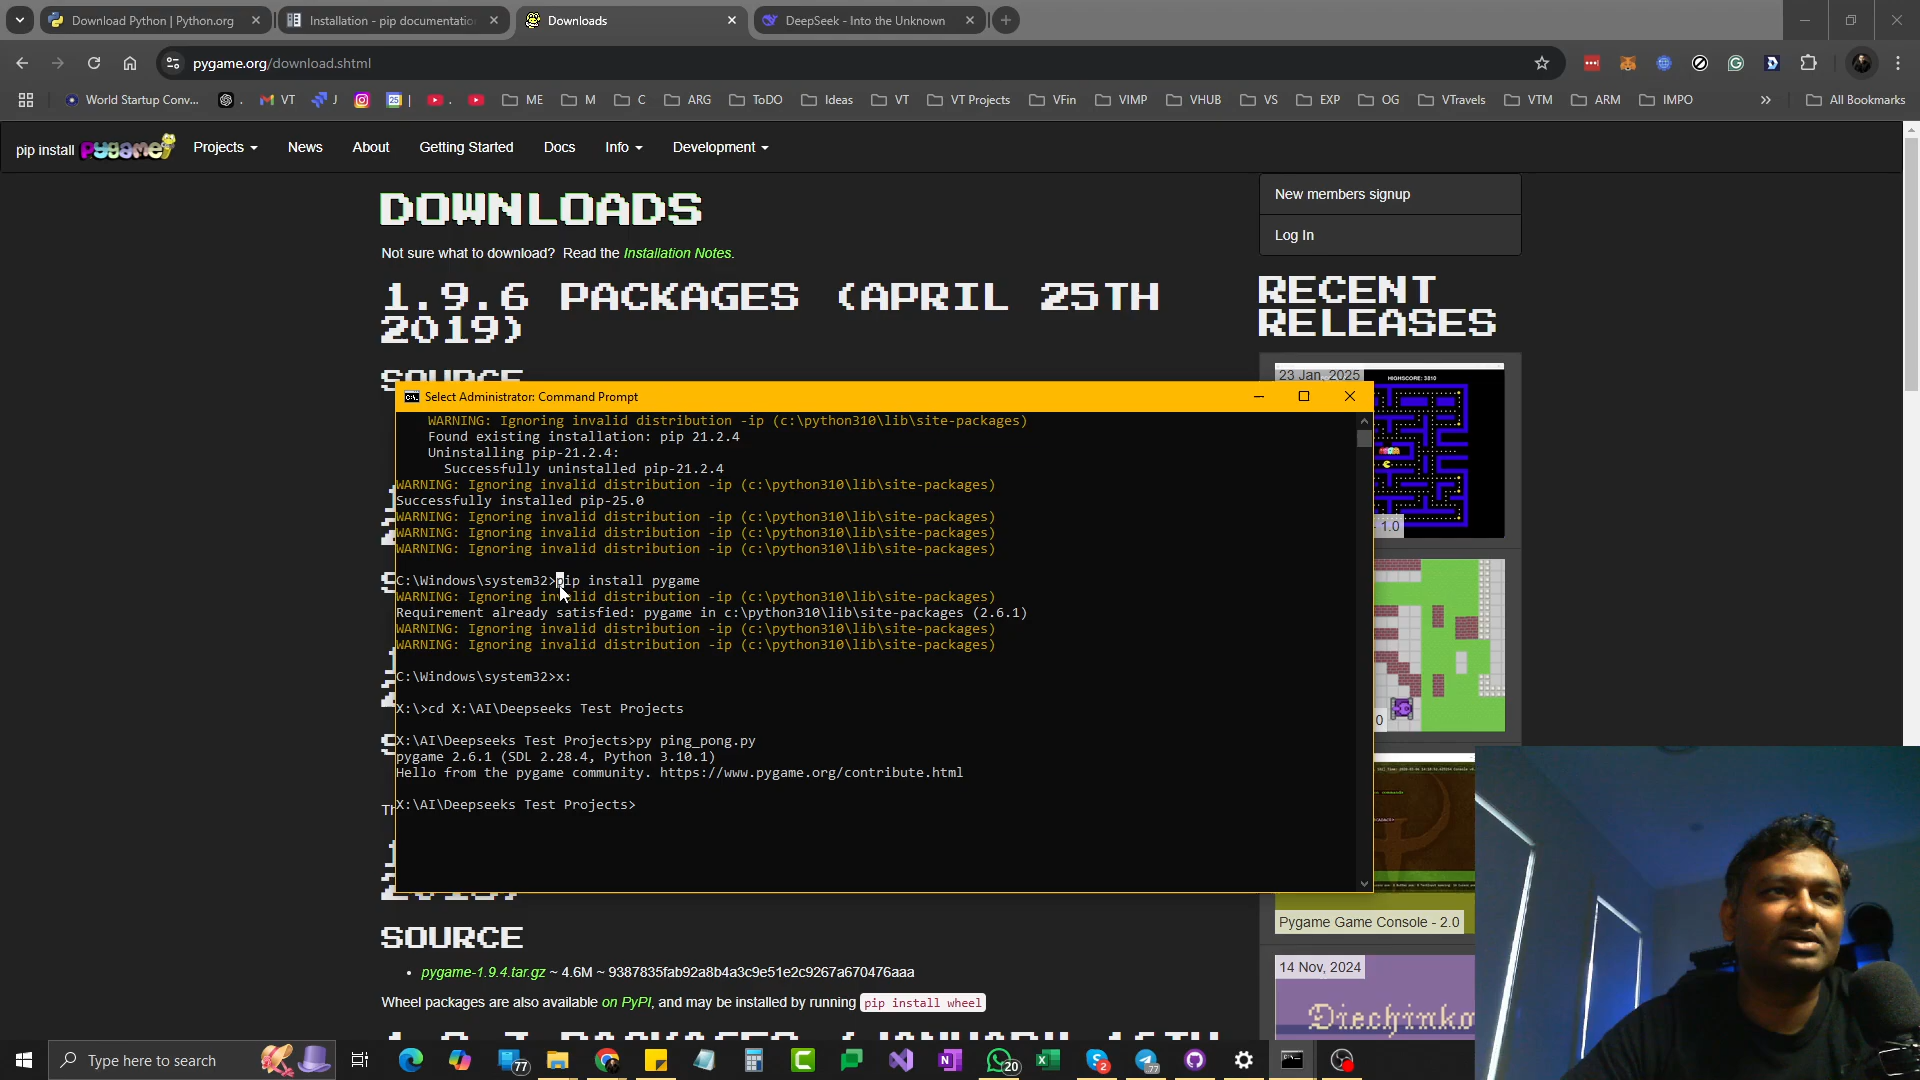 Download Python | Python.org
Installation - pip documentatio
Downloads
DeepSeek - Into the Unknown
pygame.org/download.shtml
World Startup Conv...
VT
J
ME
M
C
ARG
ToDO
Ideas
VT
VT Projects
VFin
VIMP
VHUB
VS
EXP
OG
VTravels
VTM
ARM
IMPO
All Bookmarks
pip install pygame
Projects
News
About
Getting Started
Docs
Info
Development
New members signup
Log In
DOWNLOADS
Not sure what to download? Read the Installation Notes.
1.9.6 PACKAGES (APRIL 25TH
2019)
SOURCE
RECENT
RELEASES
23 Jan, 2025
HIGHSCORE: 3810
- 1.0
Select Administrator: Command Prompt
WARNING: Ignoring invalid distribution -ip (c:\python310\lib\site-packages)
Found existing installation: pip 21.2.4
Uninstalling pip-21.2.4:
Successfully uninstalled pip-21.2.4
WARNING: Ignoring invalid distribution -ip (c:\python310\lib\site-packages)
Successfully installed pip-25.0
WARNING: Ignoring invalid distribution -ip (c:\python310\lib\site-packages)
WARNING: Ignoring invalid distribution -ip (c:\python310\lib\site-packages)
WARNING: Ignoring invalid distribution -ip (c:\python310\lib\site-packages)
C:\Windows\system32>pip install pygame
WARNING: Ignoring invalid distribution -ip (c:\python310\lib\site-packages)
Requirement already satisfied: pygame in c:\python310\lib\site-packages (2.6.1)
WARNING: Ignoring invalid distribution -ip (c:\python310\lib\site-packages)
WARNING: Ignoring invalid distribution -ip (c:\python310\lib\site-packages)
C:\Windows\system32>x:
X:\>cd X:\AI\Deepseeks Test Projects
X:\AI\Deepseeks Test Projects>py ping_pong.py
pygame 2.6.1 (SDL 2.28.4, Python 3.10.1)
Hello from the pygame community. https://www.pygame.org/contribute.html
X:\AI\Deepseeks Test Projects>
0
Pygame Game Console - 2.0
14 Nov, 2024
SOURCE
pygame-1.9.4.tar.gz ~ 4.6M ~ 9387835fab92a8b4a3c9e51e2c9267a670476aaa
Wheel packages are also available on PyPI, and may be installed by running pip install wheel
Type here to search
77
20
2
77